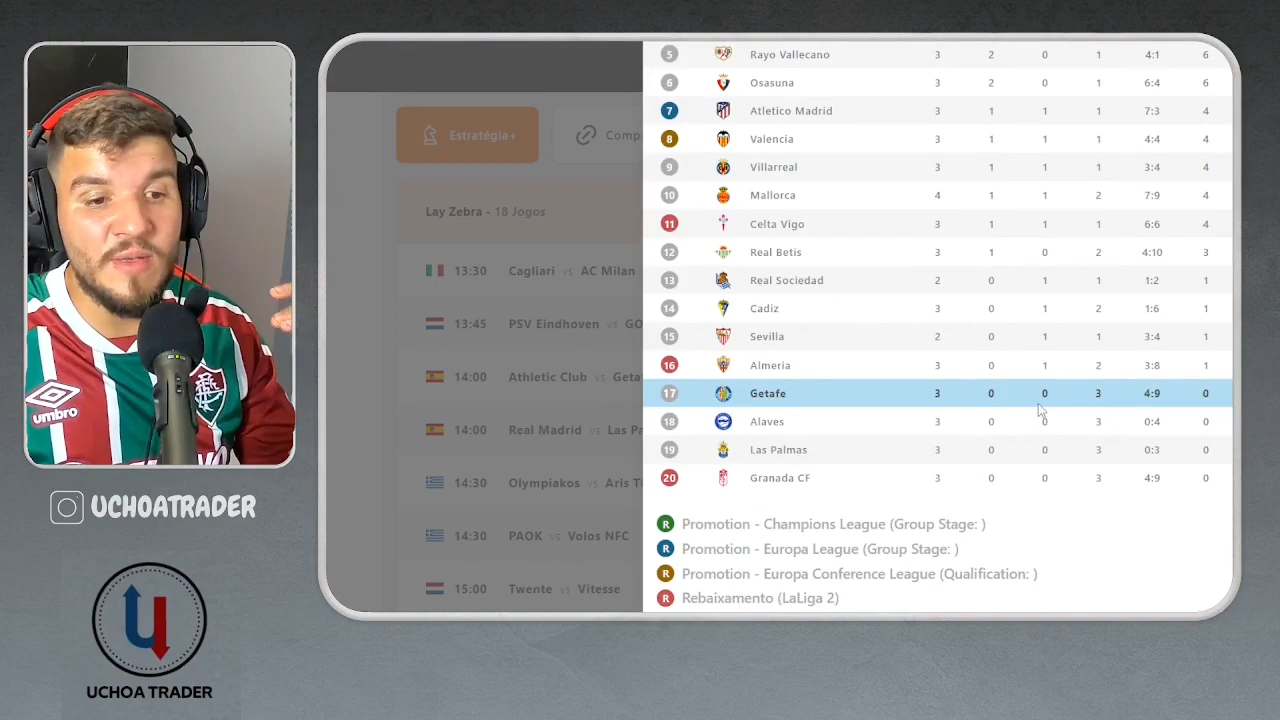 umbro
UCHOATRADER
UCHOA TRADER
Estratégia+
Comp
Lay Zebra - 18 Jogos
13:30 Cagliari vs AC Milan
13:45 PSV Eindhoven vs GO
14:00 Athletic Club vs Geta
14:00 Real Madrid vs Las Pa
14:30 Olympiakos vs Aris T
14:30 PAOK vs Volos NFC
15:00 Twente vs Vitesse
5 Rayo Vallecano 3 2 0 1 4:1 6
6 Osasuna 3 2 0 1 6:4 6
7 Atletico Madrid 3 1 1 1 7:3 4
8 Valencia 3 1 1 1 4:4 4
9 Villarreal 3 1 1 1 3:4 4
10 Mallorca 4 1 1 2 7:9 4
11 Celta Vigo 3 1 1 1 6:6 4
12 Real Betis 3 1 0 2 4:10 3
13 Real Sociedad 2 0 1 1 1:2 1
14 Cadiz 3 0 1 2 1:6 1
15 Sevilla 2 0 1 1 3:4 1
16 Almeria 3 0 1 2 3:8 1
17 Getafe 3 0 0 3 4:9 0
18 Alaves 3 0 0 3 0:4 0
19 Las Palmas 3 0 0 3 0:3 0
20 Granada CF 3 0 0 3 4:9 0
R Promotion - Champions League (Group Stage: )
R Promotion - Europa League (Group Stage: )
R Promotion - Europa Conference League (Qualification: )
R Rebaixamento (LaLiga 2)